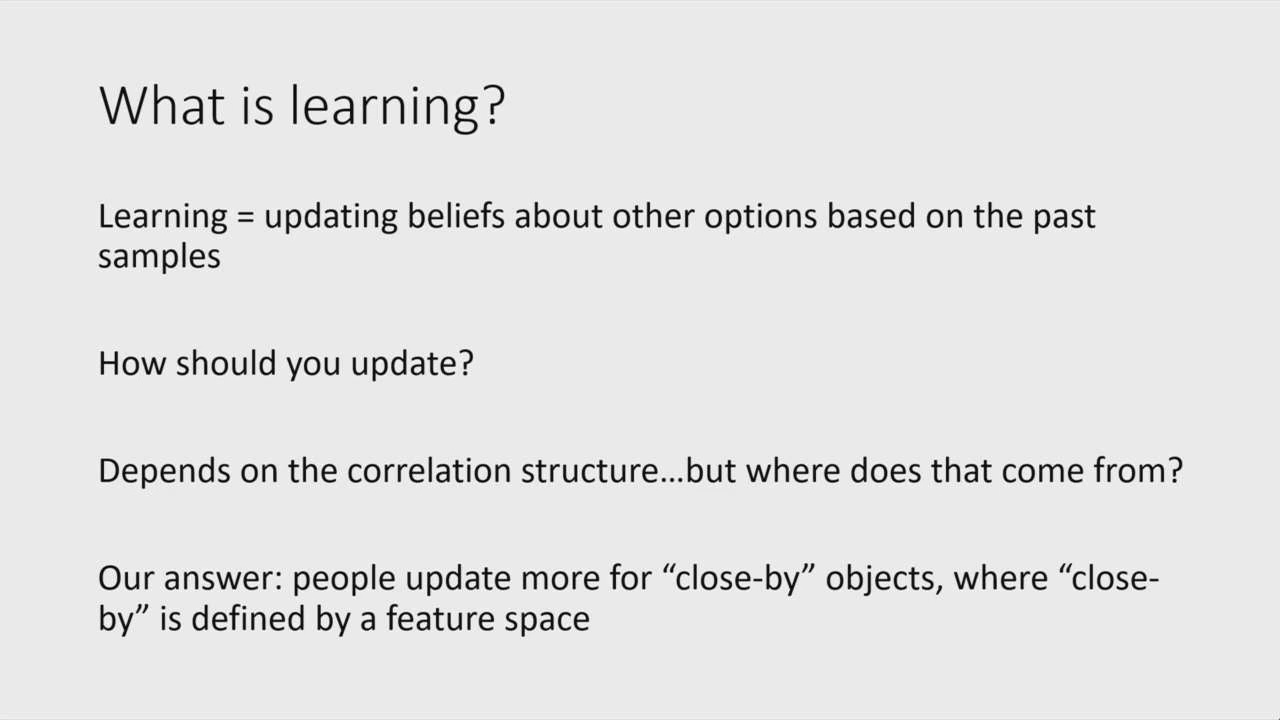 What is learning?
Learning = updating beliefs about other options based on the past
samples
How should you update?
Depends on the correlation structure...but where does that come from?
Our answer: people update more for “close-by” objects, where “close-
by” is defined by a feature space